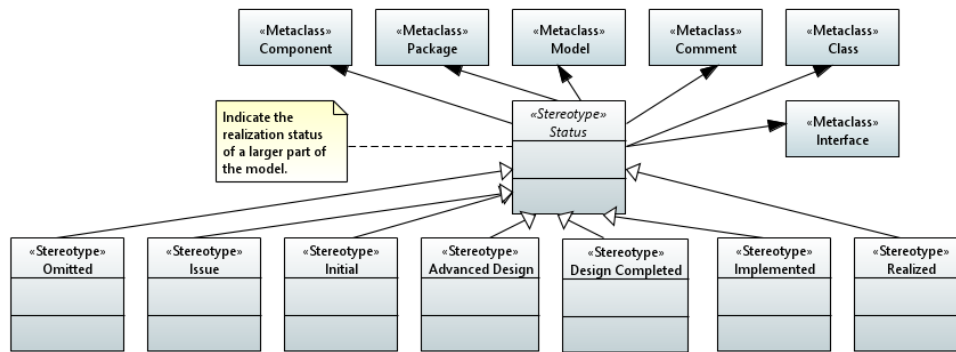 «Metaclass»
Component
«Metaclass»
Package
«Metaclass»
Model
«Metaclass»
Comment
«Metaclass»
Class
Indicate the
realization status
of a larger part of
the model.
«Stereotype»
Status
«Metaclass»
Interface
«Stereotype»
Omitted
«Stereotype»
Issue
«Stereotype»
Initial
«Stereotype»
Advanced Design
«Stereotype»
Design Completed
«Stereotype»
Implemented
«Stereotype»
Realized